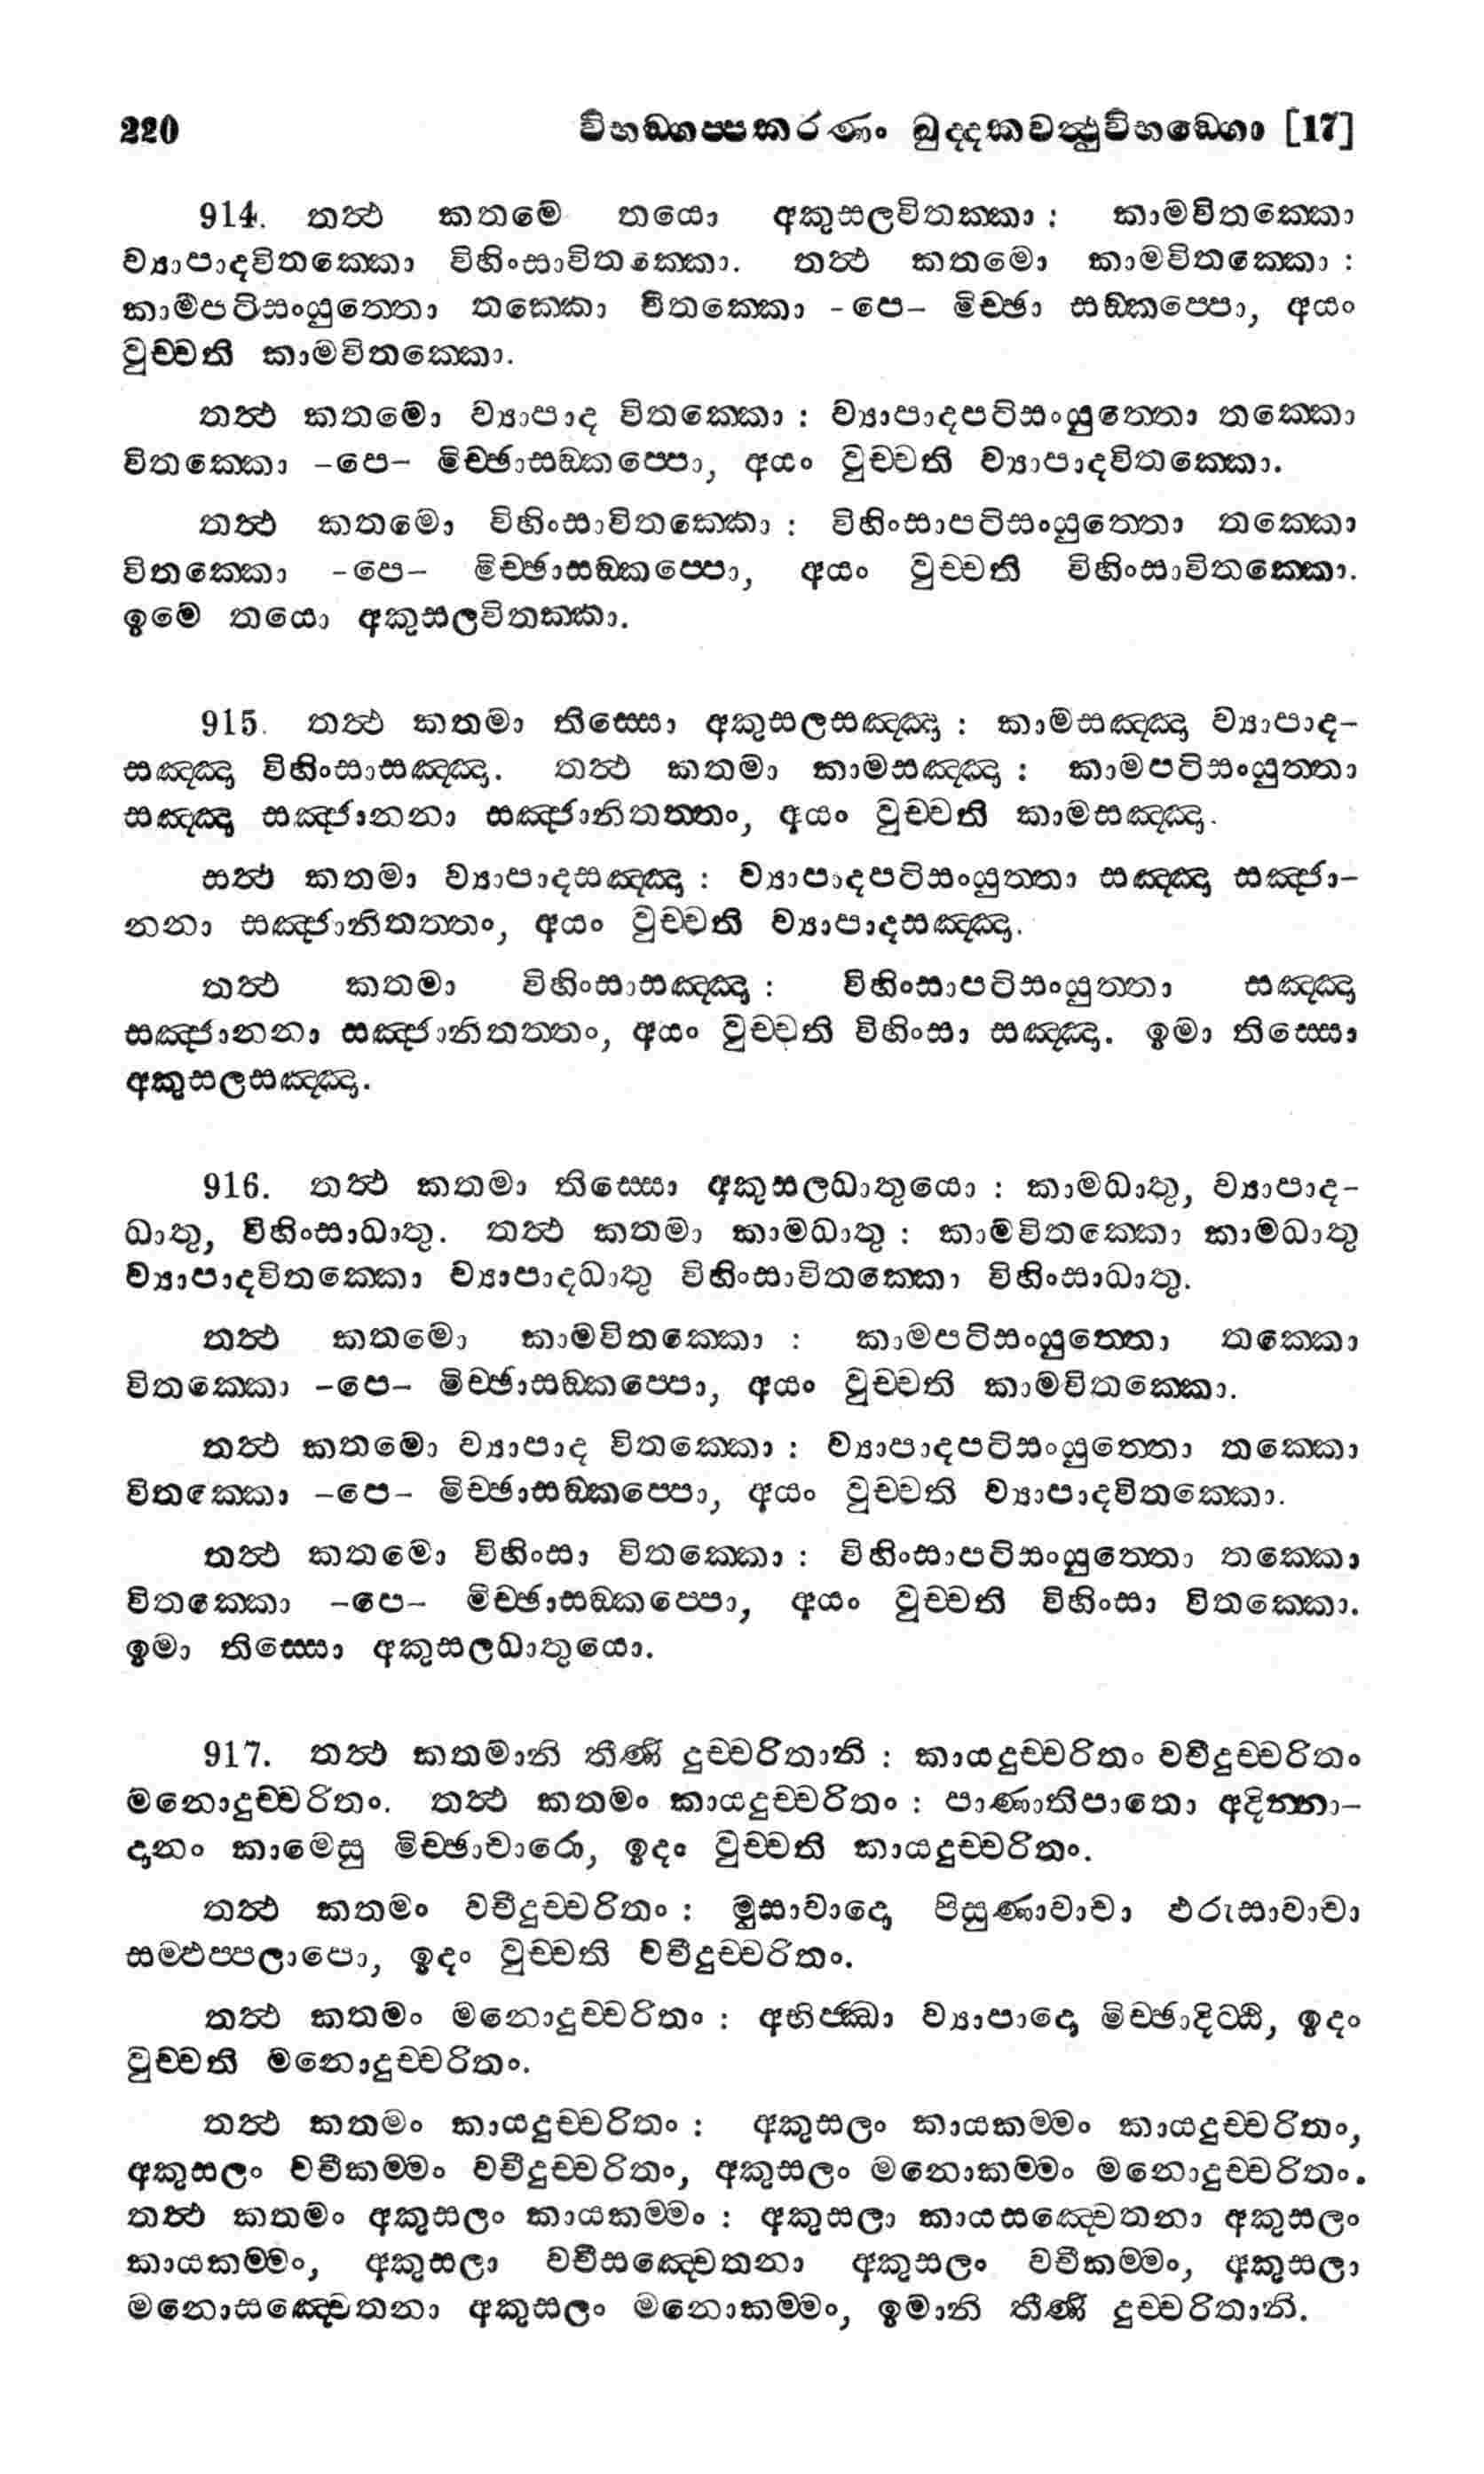 220 විභඞ්ගප්පකරණං ඛුද්දකවත්ථුවිභඞ්ගො [17]
914. තත්ථ කතමෙ තයො අකුසලවිතක්කා : කාමවිතක්කො
ව්‍යාපාදවිතක්කො විහිංසාවිතක්කො. තත්ථ කතමො කාමවිතක්කො :
කාමපටිසංයුත්තො තක්කො විතක්කො -පෙ- මිච්ඡා සඞ්කප්පො, අයං
වුච්චති කාමවිතක්කො.
තත්ථ කතමො ව්‍යාපාද විතක්කො : ව්‍යාපාදපටිසංයුත්තො තක්කො
විතක්කො -පෙ- මිච්ඡාසඞ්කප්පො, අයං වුච්චති ව්‍යාපාදවිතක්කො.
තත්ථ කතමො විහිංසාවිතක්කො : විහිංසාපටිසංයුත්තො තක්කො
විතක්කො -පෙ- මිච්ඡාසඞ්කප්පො, අයං වුච්චති විහිංසාවිතක්කො.
ඉමෙ තයො අකුසලවිතක්කා.
915. තත්ථ කතමා තිස්සො අකුසලසඤ්ඤා : කාමසඤ්ඤා ව්‍යාපාද-
සඤ්ඤා විහිංසාසඤ්ඤා. තත්ථ කතමා කාමසඤ්ඤා : කාමපටිසංයුත්තා
සඤ්ඤා සඤ්ජානනා සඤ්ජානිතත්තං, අයං වුච්චති කාමසඤ්ඤා.
සත්ථ කතමා ව්‍යාපාදසඤ්ඤා : ව්‍යාපාදපටිසංයුත්තා සඤ්ඤා සඤ්ජා-
නනා සඤ්ජානිතත්තං, අයං වුච්චති ව්‍යාපාදසඤ්ඤා.
තත්ථ කතමා විහිංසාසඤ්ඤා : විහිංසාපටිසංයුත්තා සඤ්ඤා
සඤ්ජානනා සඤ්ජානිතත්තං, අයං වුච්චති විහිංසා සඤ්ඤා. ඉමා තිස්සො
අකුසලසඤ්ඤා.
916. තත්ථ කතමා තිස්සො අකුසලධාතුයො : කාමධාතු, ව්‍යාපාද-
ධාතු, විහිංසාධාතු. තත්ථ කතමා කාමධාතු : කාමවිතක්කො කාමධාතු
ව්‍යාපාදවිතක්කො ව්‍යාපාදධාතු විහිංසාවිතක්කො විහිංසාධාතු.
තත්ථ කතමො කාමවිතක්කො : කාමපටිසංයුත්තො තක්කො
විතක්කො -පෙ- මිච්ඡාසඞ්කප්පො, අයං වුච්චති කාමවිතක්කො.
තත්ථ කතමො ව්‍යාපාද විතක්කො : ව්‍යාපාදපටිසංයුත්තො තක්කො
විතක්කො -පෙ- මිච්ඡාසඞ්කප්පො, අයං වුච්චති ව්‍යාපාදවිතක්කො.
තත්ථ කතමො විහිංසා විතක්කො : විහිංසාපටිසංයුත්තො තක්කො
විතක්කො -පෙ- මිච්ඡාසඞ්කප්පො, අයං වුච්චති විහිංසා විතක්කො.
ඉමා තිස්සො අකුසලධාතුයො.
917. තත්ථ කතමානි තීණි දුච්චරිතානි : කායදුච්චරිතං වචීදුච්චරිතං
මනොදුච්චරිතං. තත්ථ කතමං කායදුච්චරිතං : පාණාතිපාතො අදින්නා-
දානං කාමෙසු මිච්ඡාචාරො, ඉදං වුච්චති කායදුච්චරිතං.
තත්ථ කතමං වචීදුච්චරිතං : මුසාවාදො පිසුණාවාචා ඵරුසාවාචා
සම්ඵප්පලාපො, ඉදං වුච්චති වචීදුච්චරිතං.
තත්ථ කතමං මනොදුච්චරිතං : අභිජ්ඣා ව්‍යාපාදො මිච්ඡාදිට්ඨි, ඉදං
වුච්චති මනොදුච්චරිතං.
තත්ථ කතමං කායදුච්චරිතං : අකුසලං කායකම්මං කායදුච්චරිතං,
අකුසලං වචීකම්මං වචීදුච්චරිතං, අකුසලං මනොකම්මං මනොදුච්චරිතං.
තත්ථ කතමං අකුසලං කායකම්මං : අකුසලා කායසඤ්චෙතනා අකුසලං
කායකම්මං, අකුසලා වචීසඤ්චෙතනා අකුසලං වචීකම්මං, අකුසලා
මනොසඤ්චෙතනා අකුසලං මනොකම්මං, ඉමානි තීණි දුච්චරිතානි.